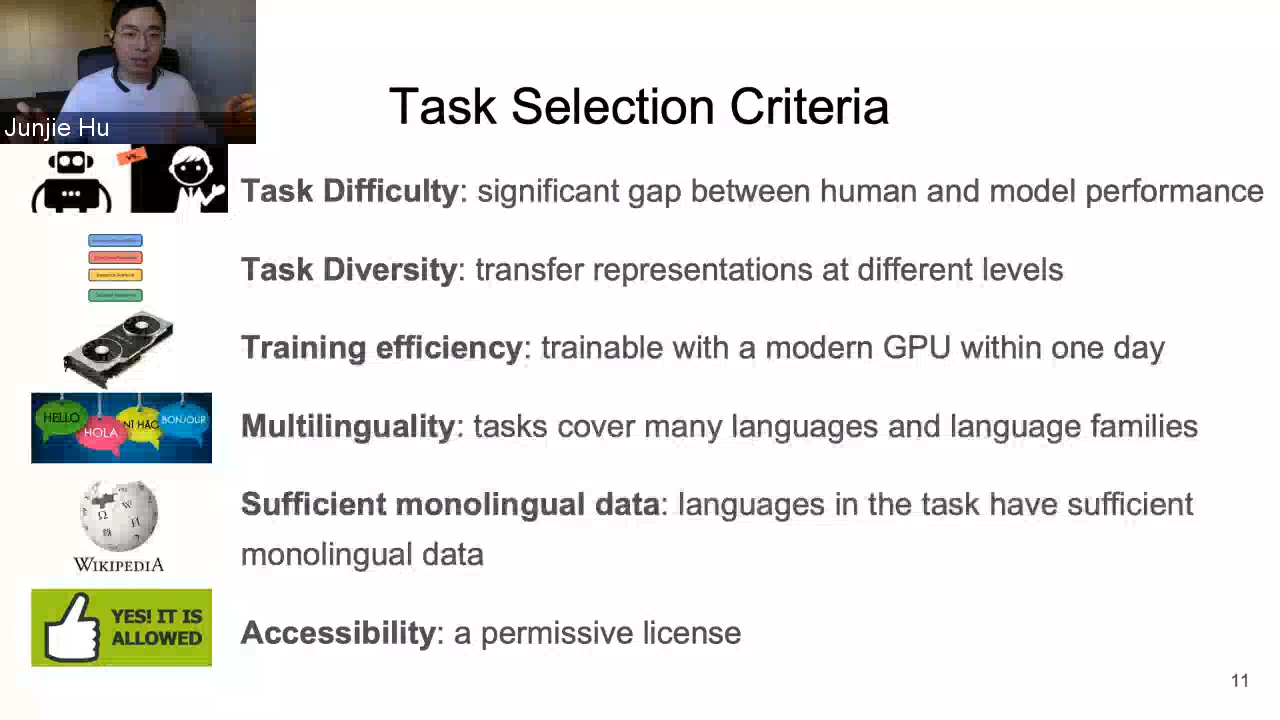 Junjie Hu
Task Selection Criteria
VS.
Task Difficulty: significant gap between human and model performance
Task Diversity: transfer representations at different levels
Training efficiency: trainable with a modern GPU within one day
HELLO
HOLA
NǏ HǍO
BONJOUR
Multilinguality: tasks cover many languages and language families
Sufficient monolingual data: languages in the task have sufficient
monolingual data
WIKIPEDIA
YES! IT IS
ALLOWED
Accessibility: a permissive license
11